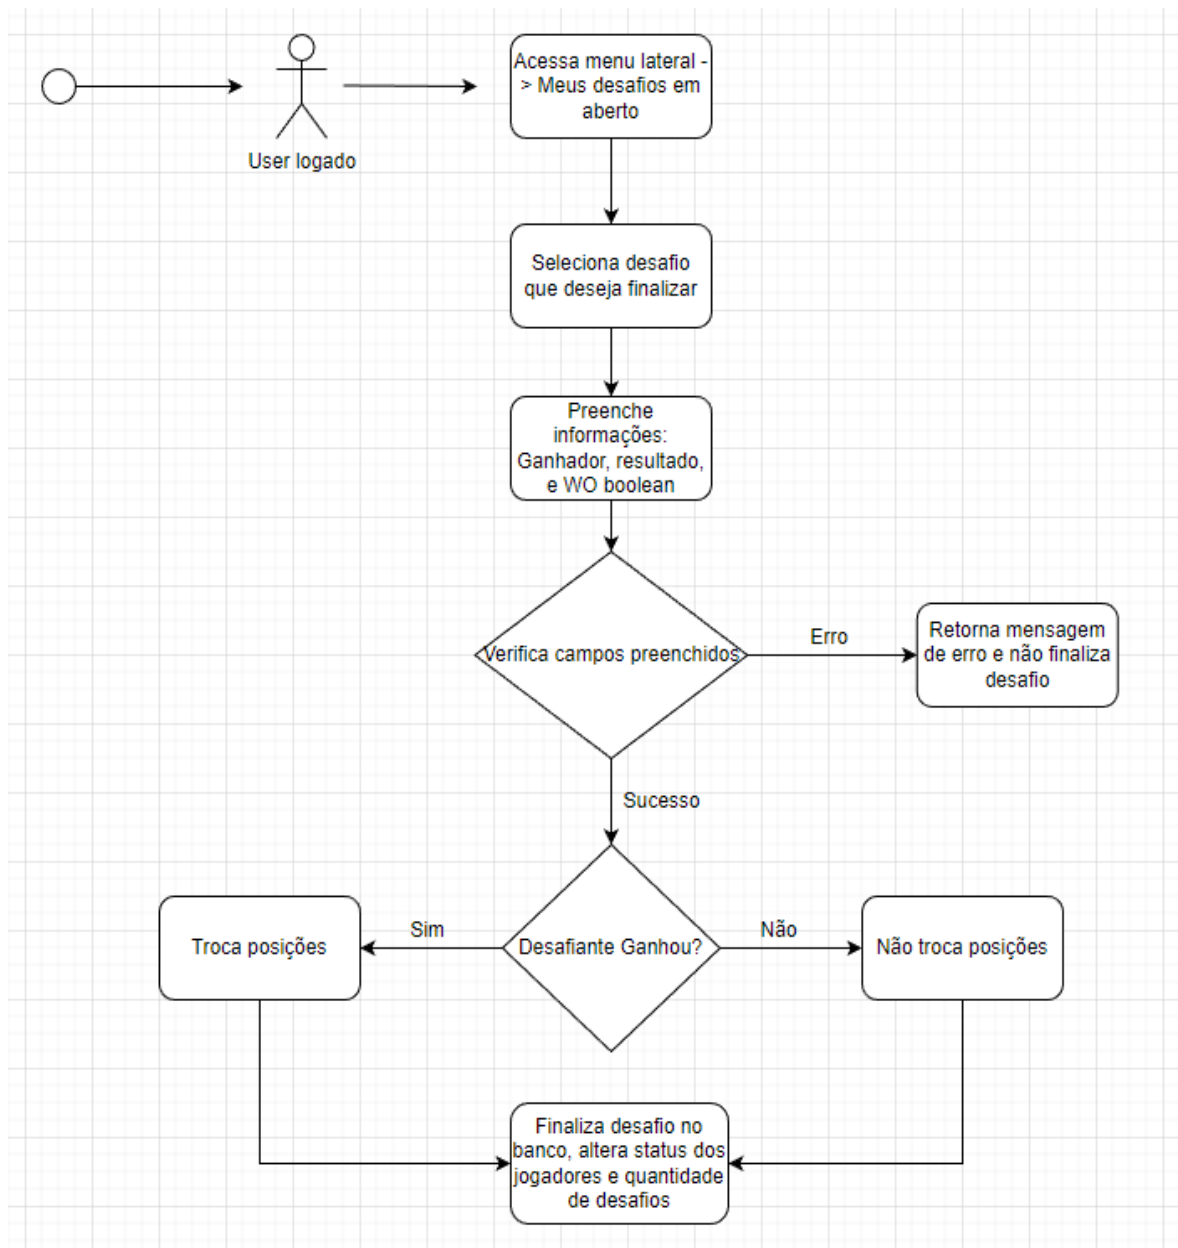 Acessa menu lateral -
> Meus desafios em
aberto
User logado
Seleciona desafio
que deseja finalizar
Preenche
informações:
Ganhador, resultado,
e WO boolean
Verifica campos preenchidos
Erro
Retorna mensagem
de erro e não finaliza
desafio
Sucesso
Troca posições
Sim
Desafiante Ganhou?
Não
Não troca posições
Finaliza desafio no
banco, altera status dos
jogadores e quantidade
de desafios